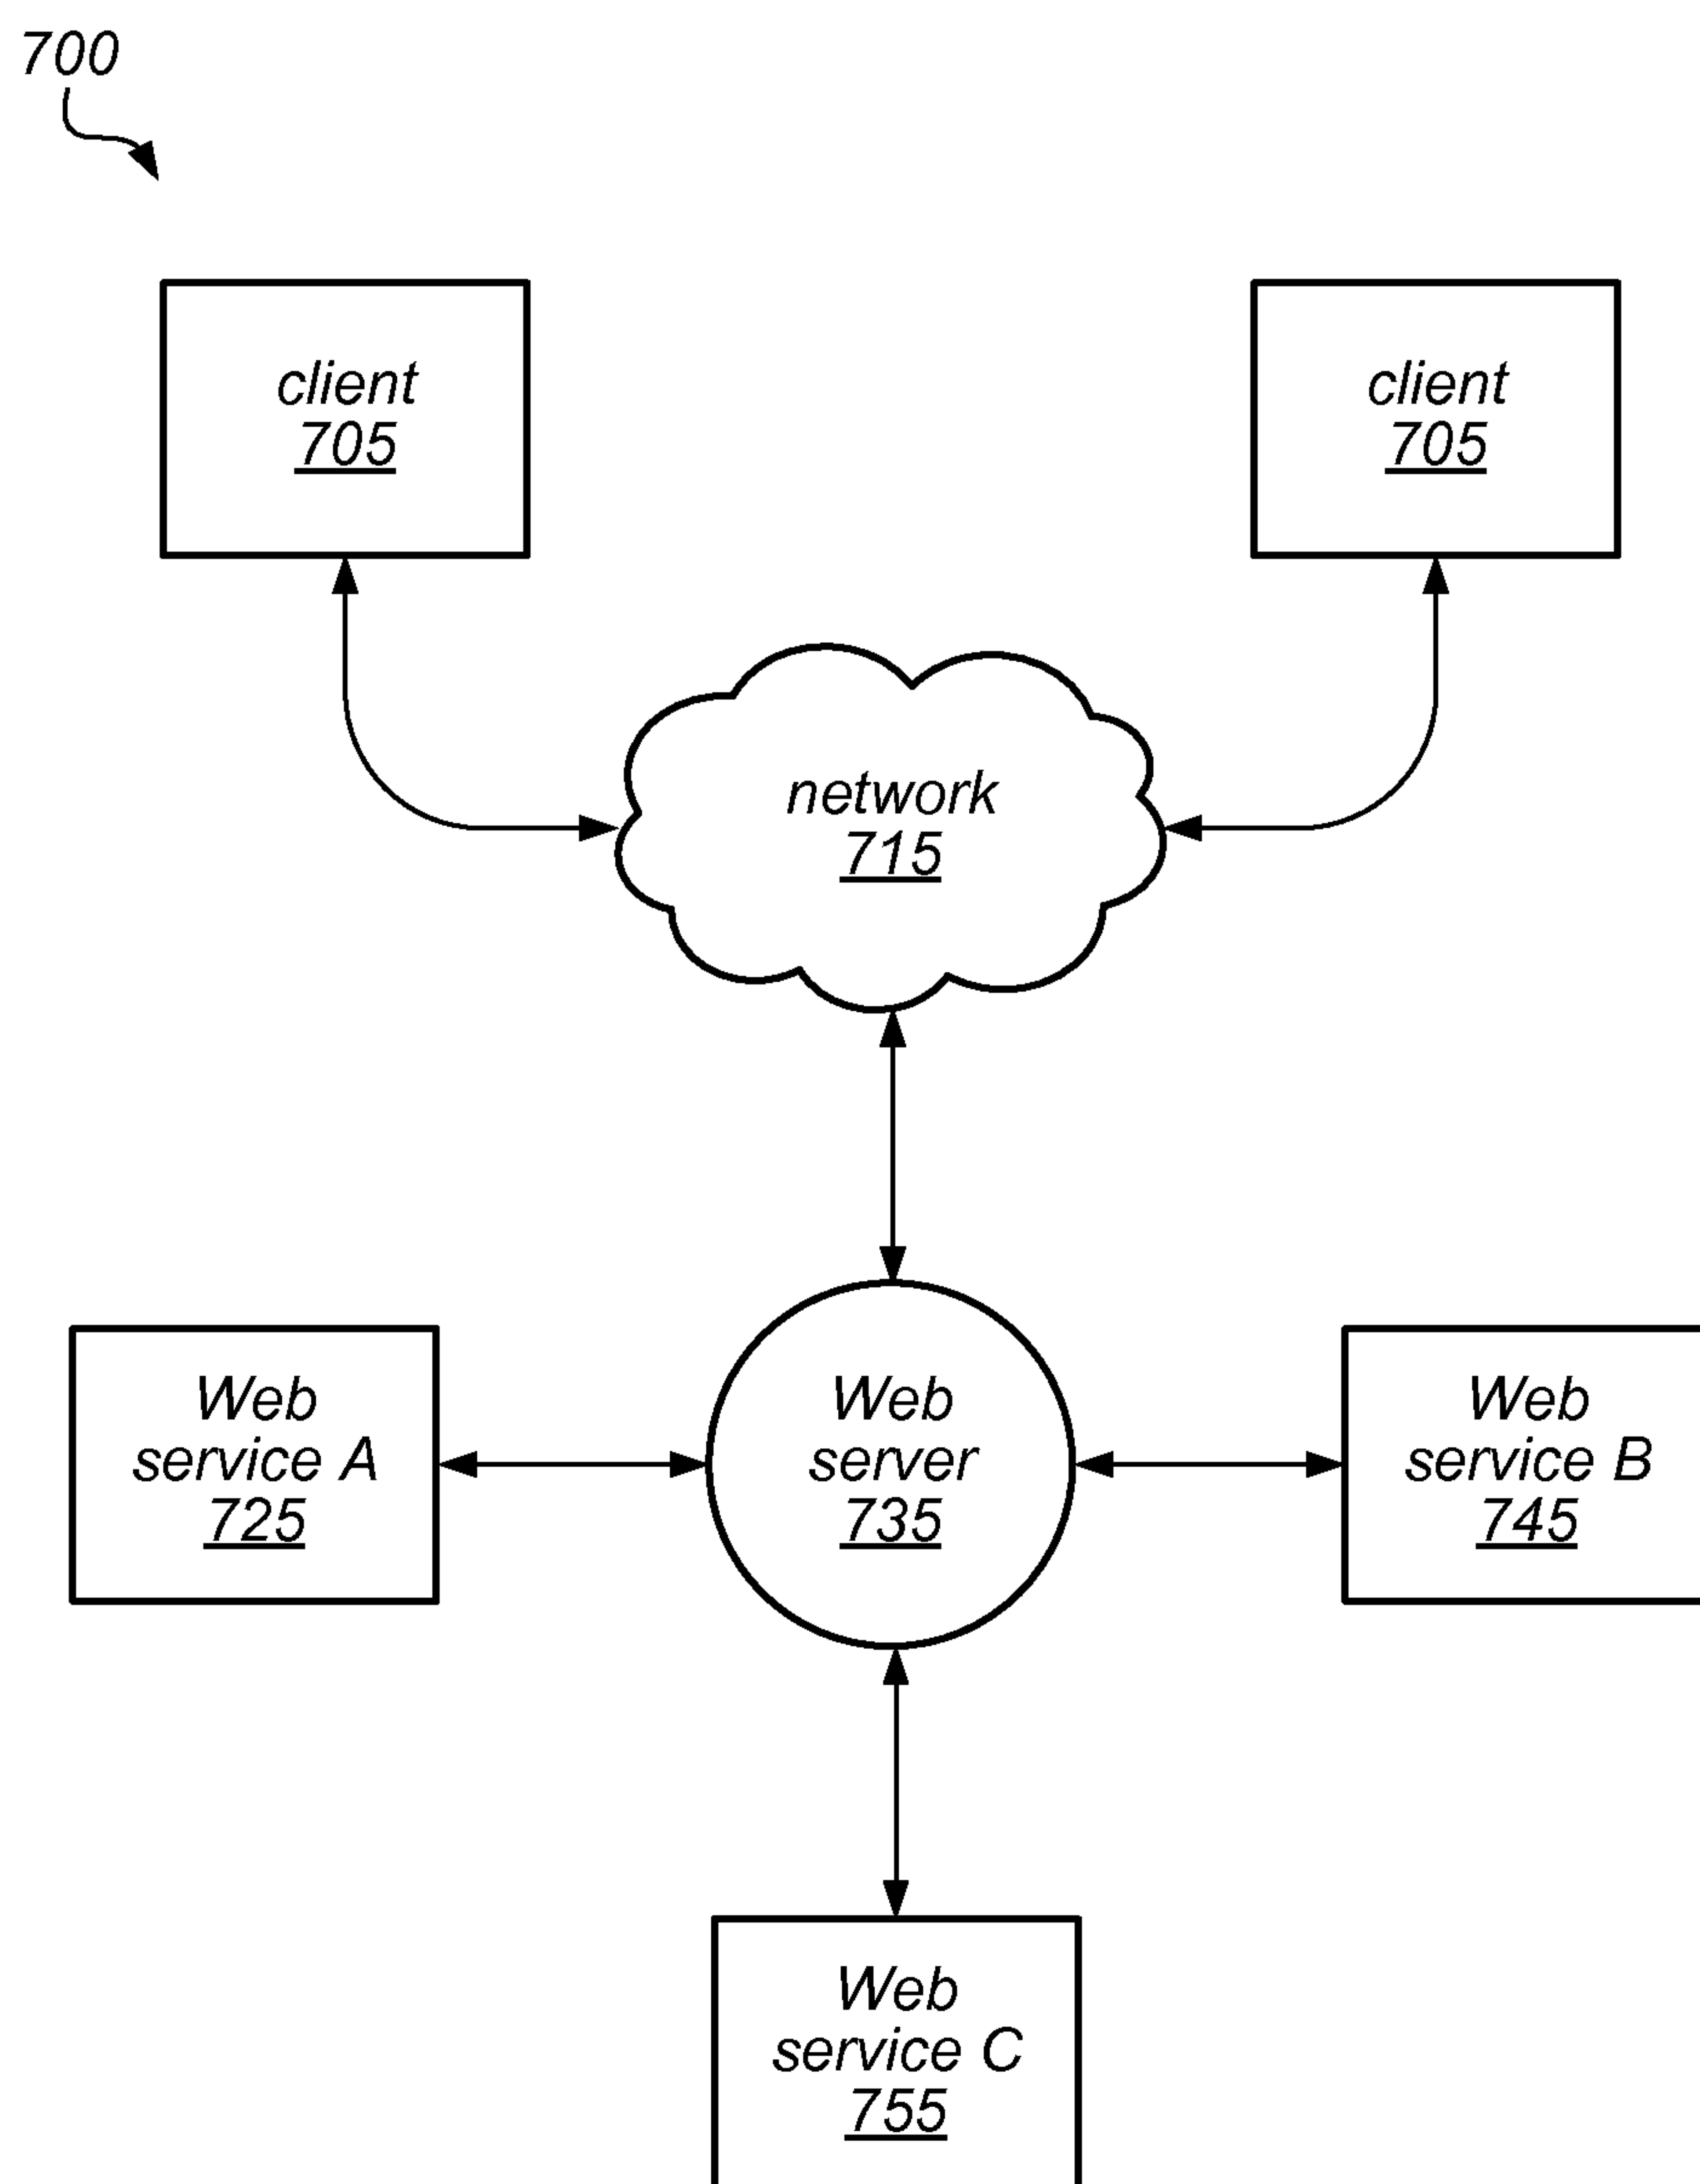 700
client
705
client
705
network
715
Web
service A
725
Web
server
735
Web
service B
745
Web
service C
755